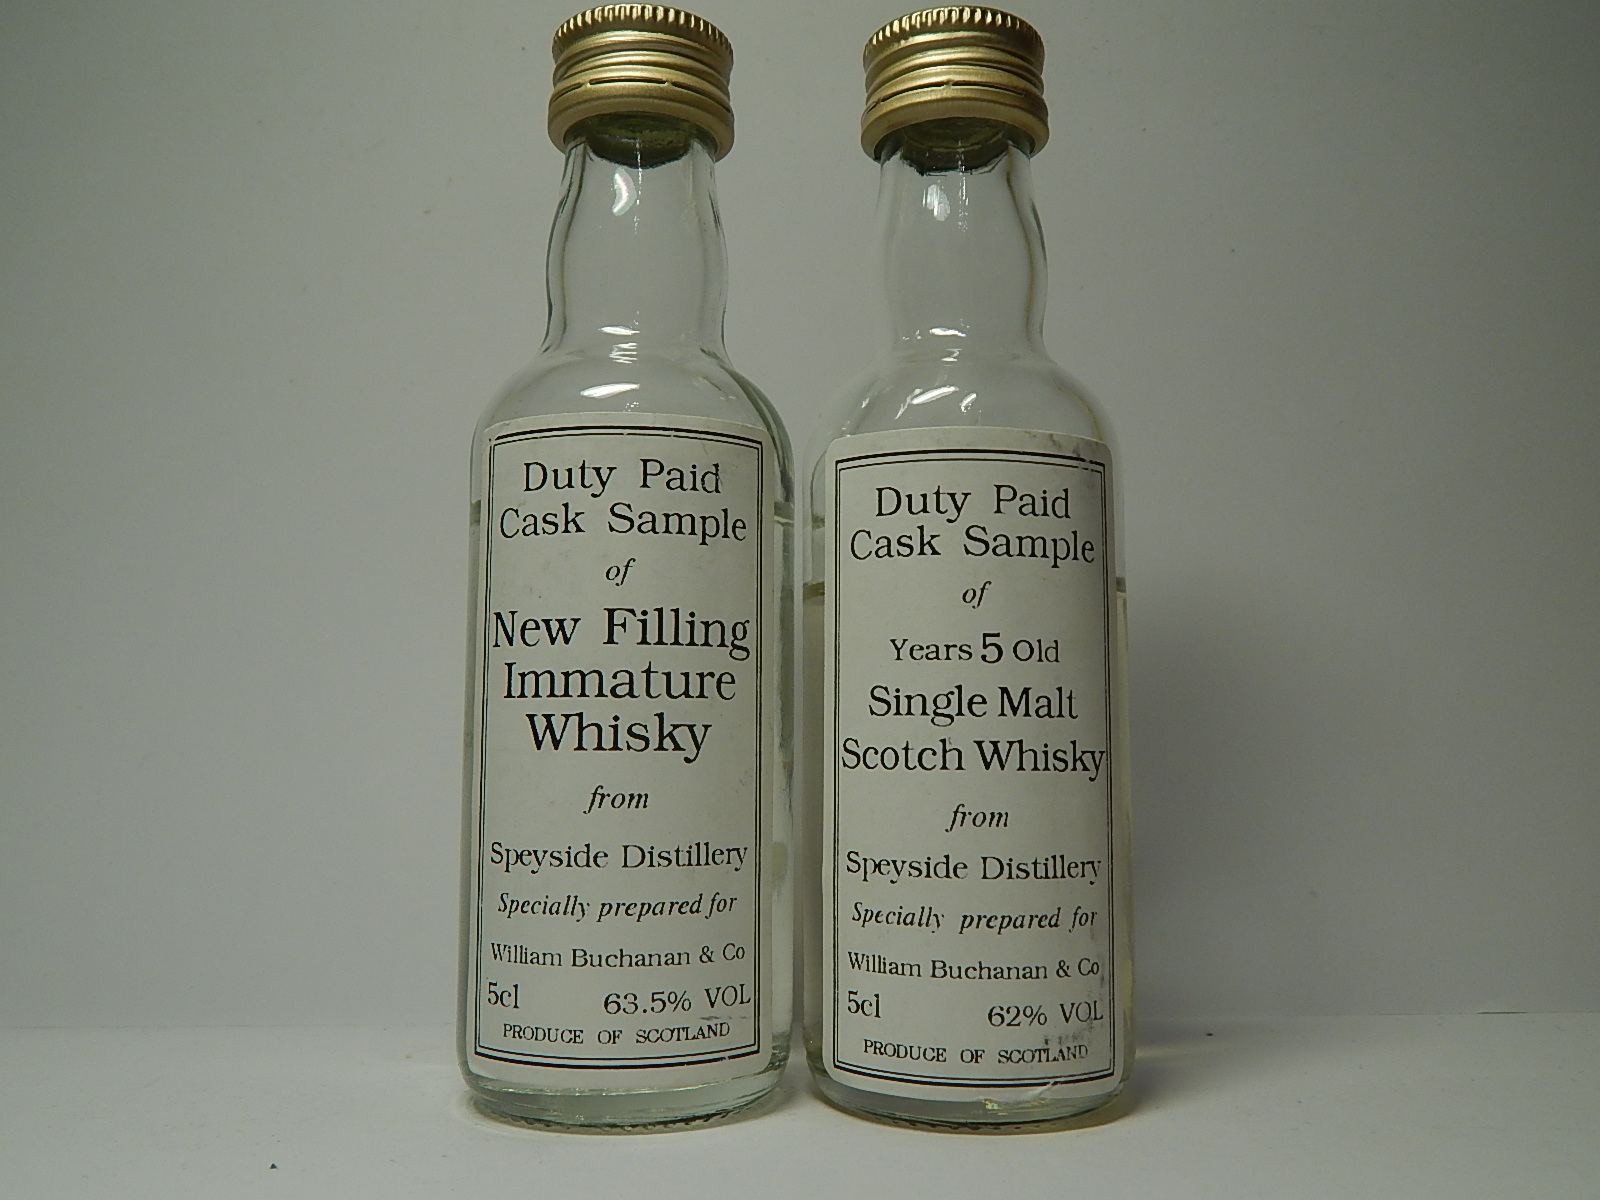 Duty Paid
Cask Sample
of
New Filling
Immature
Whisky
from
Speyside Distillery
Specially prepared for
William Buchanan & Co
5cl 63.5% VOL
PRODUCE OF SCOTLAND
Duty Paid
Cask Sample
of
Years 5 Old
Single Malt
Scotch Whisky
from
Speyside Distillery
Specially prepared for
William Buchanan & Co
5cl 62% VOL
PRODUCE OF SCOTLAND